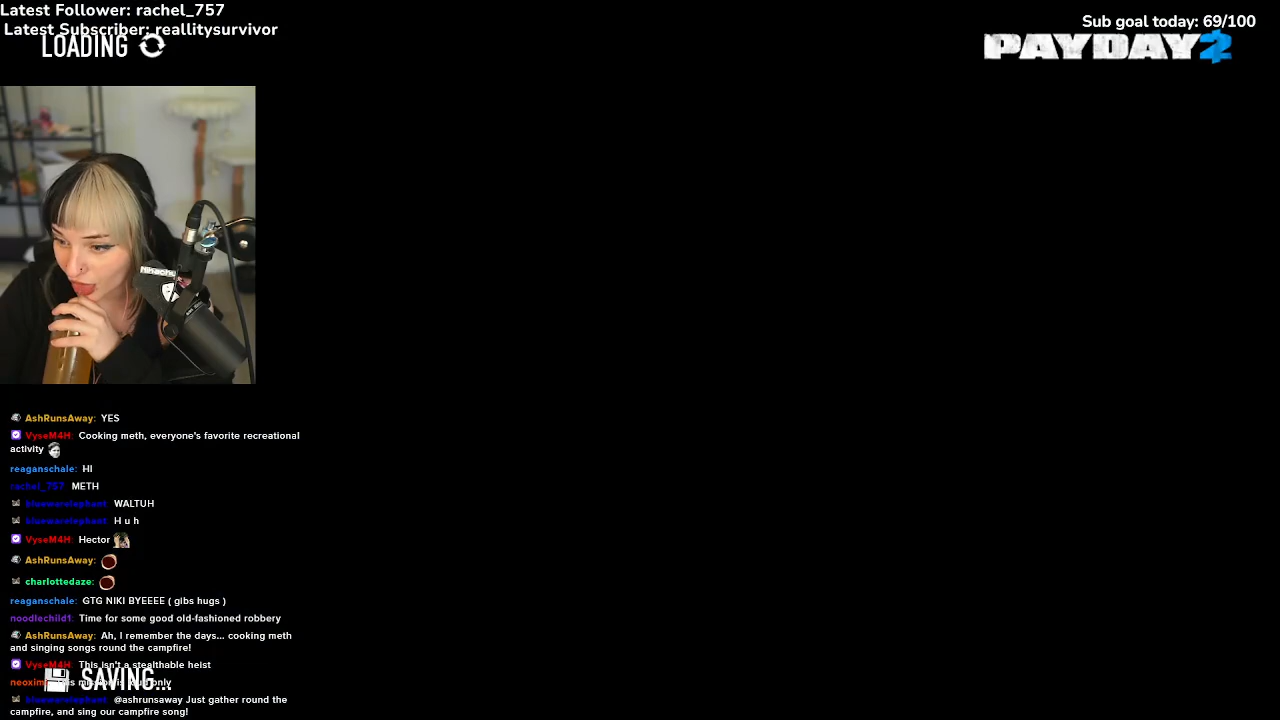 Latest Follower: rachel_757
Latest Subscriber: reallitysurvivor
LOADING
Sub goal today: 69/100
PAYDAY 2
AshRunsAway: YES
VyseM4H: Cooking meth, everyone's favorite recreational
activity
reaganschale: HI
rachel_757 METH
WALTUH
H u h
VyseM4H: Hector
AshRunsAway:
charlottedaze:
reaganschale: GTG NIKI BYEEEE ( gibs hugs )
noodlechild1: Time for some good old-fashioned robbery
AshRunsAway: Ah, I remember the days... cooking meth
and singing songs round the campfire!
VyseM4H: This isn't a stealthable heist
SAVING...
only
@ashrunsaway Just gather round the
campfire, and sing our campfire song!